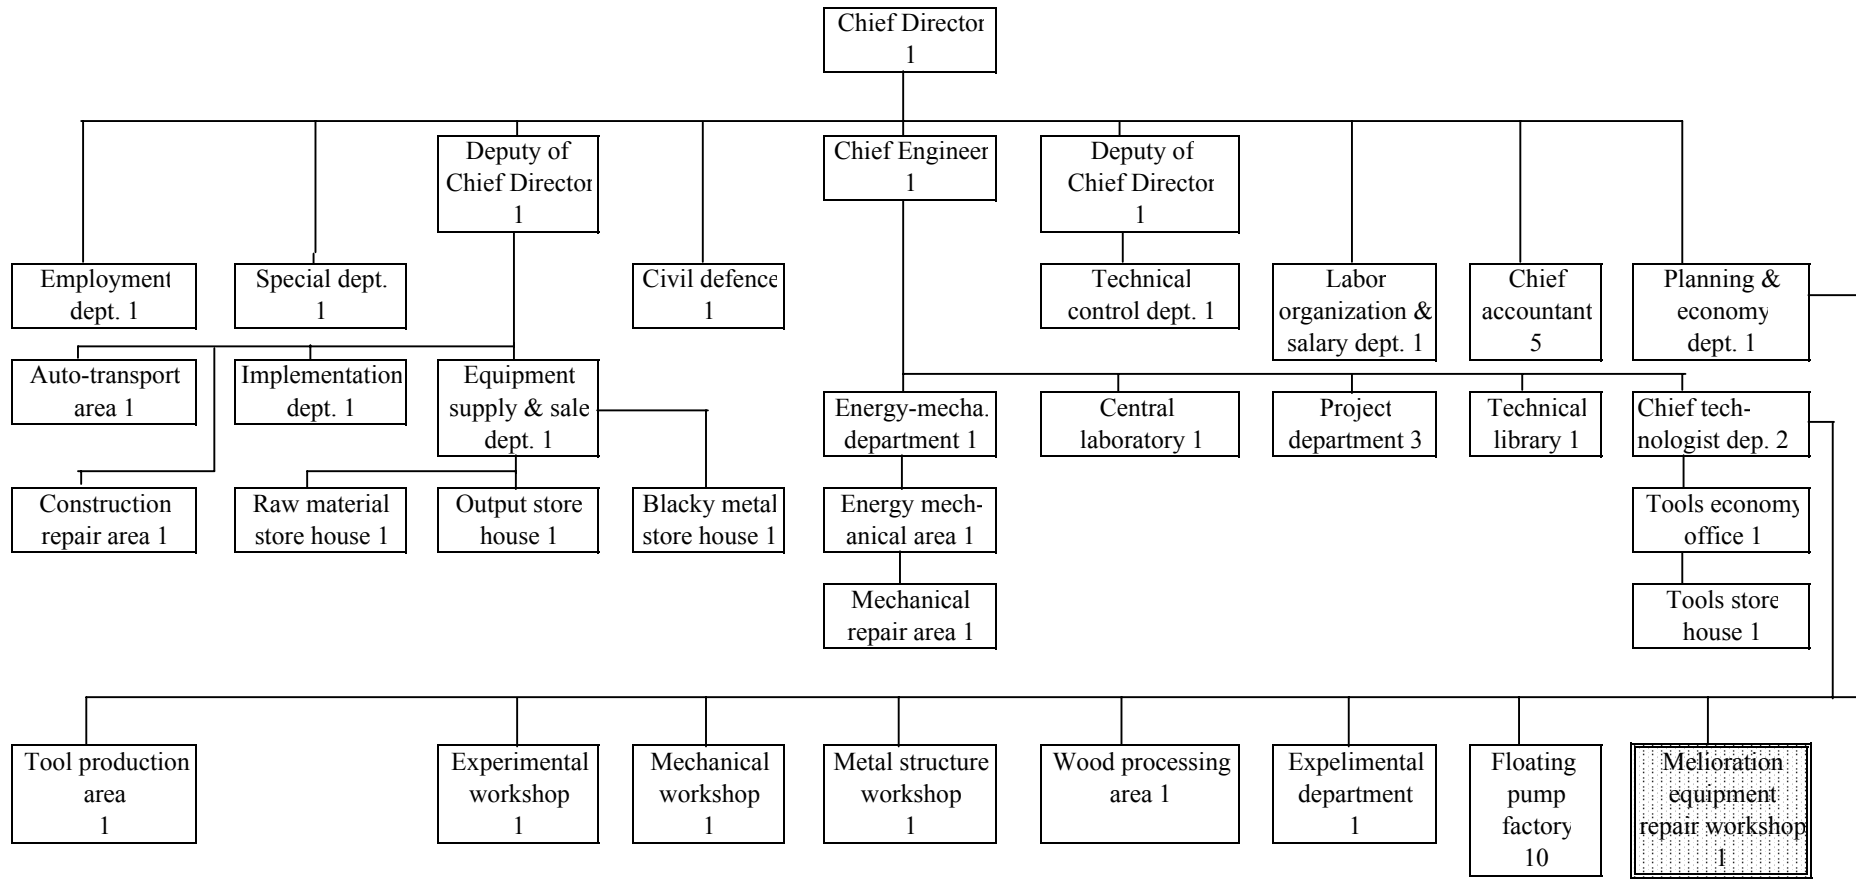 Chief Director
1
Deputy of
Chief Director
1
Chief Engineer
1
Deputy of
Chief Director
1
Employment
dept. 1
Special dept.
1
Civil defence
1
Technical
control dept. 1
Labor
organization &
salary dept. 1
Chief
accountant
5
Planning &
economy
dept. 1
Auto-transport
area 1
Implementation
dept. 1
Equipment
supply & sale
dept. 1
Energy-mecha.
department 1
Central
laboratory 1
Project
department 3
Technical
library 1
Chief tech-
nologist dep. 2
Construction
repair area 1
Raw material
store house 1
Output store
house 1
Blacky metal
store house 1
Energy mech-
anical area 1
Tools economy
office 1
Mechanical
repair area 1
Tools store
house 1
Tool production
area
1
Experimental
workshop
1
Mechanical
workshop
1
Metal structure
workshop
1
Wood processing
area 1
Expelimental
department
1
Floating
pump
factory
10
Melioration
equipment
repair workshop
1